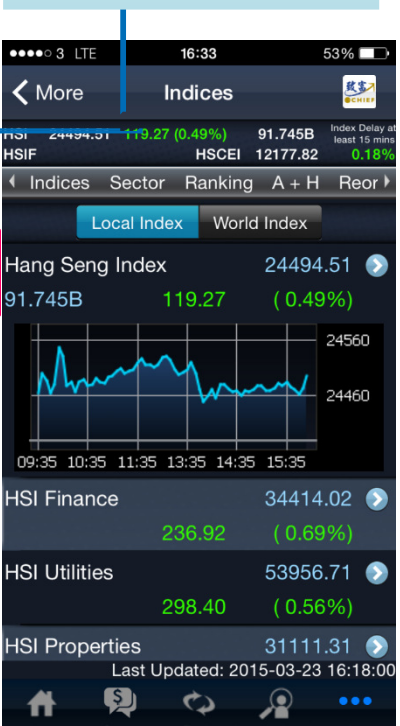 3 LTE 16:33 53%
More Indices 致富 CHIEF
HSI 24494.51 119.27 (0.49%) 91.745B Index Delay at
least 15 mins
HSIF HSCEI 12177.82 0.18%
Indices Sector Ranking A + H Reor
Local Index World Index
Hang Seng Index 24494.51
91.745B 119.27 ( 0.49%)
24560
24460
09:35 10:35 11:35 13:35 14:35 15:35
HSI Finance 34414.02
236.92 ( 0.69%)
HSI Utilities 53956.71
298.40 ( 0.56%)
HSI Properties 31111.31
Last Updated: 2015-03-23 16:18:00
$